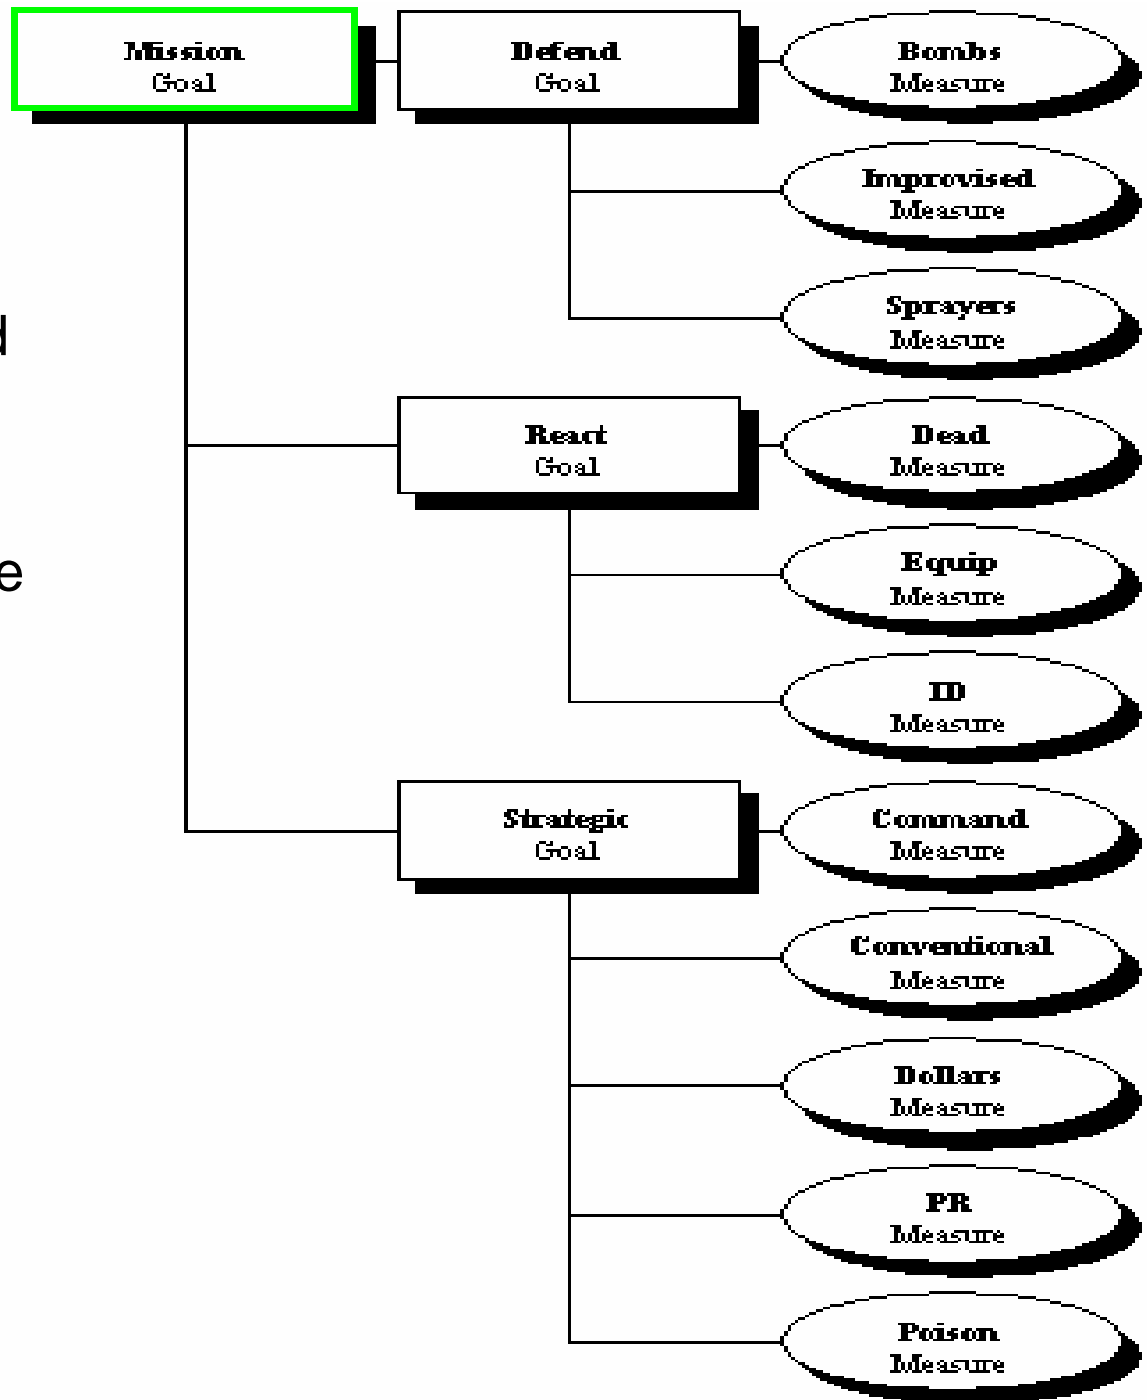 Mission
Goal
Defend
Goal
Bombs
Measure
Improvised
Measure
Sprayers
Measure
d
React
Goal
Dead
Measure
Equip
Measure
e
ID
Measure
Strategic
Goal
Command
Measure
Conventional
Measure
Dollars
Measure
PR
Measure
Poison
Measure